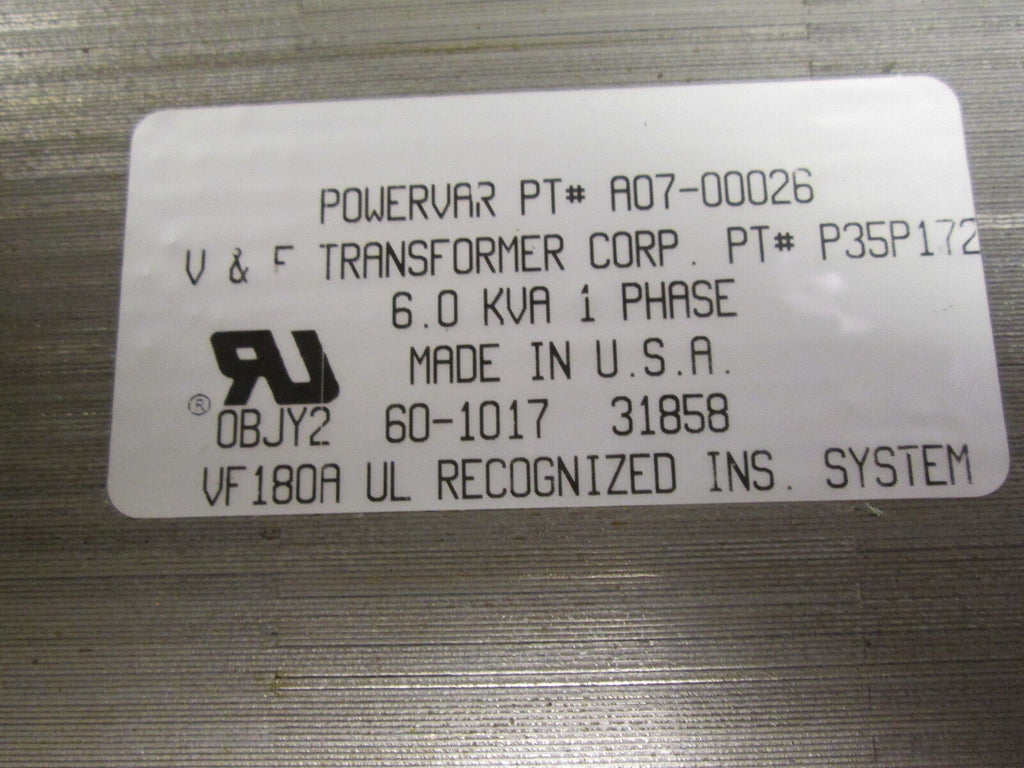 POWERVAR PT# A07-00026
V & F TRANSFORMER CORP. PT# P35P172
6.0 KVA 1 PHASE
MADE IN U.S.A.
RU ®
OBJY2 60-1017 31858
VF180A UL RECOGNIZED INS. SYSTEM